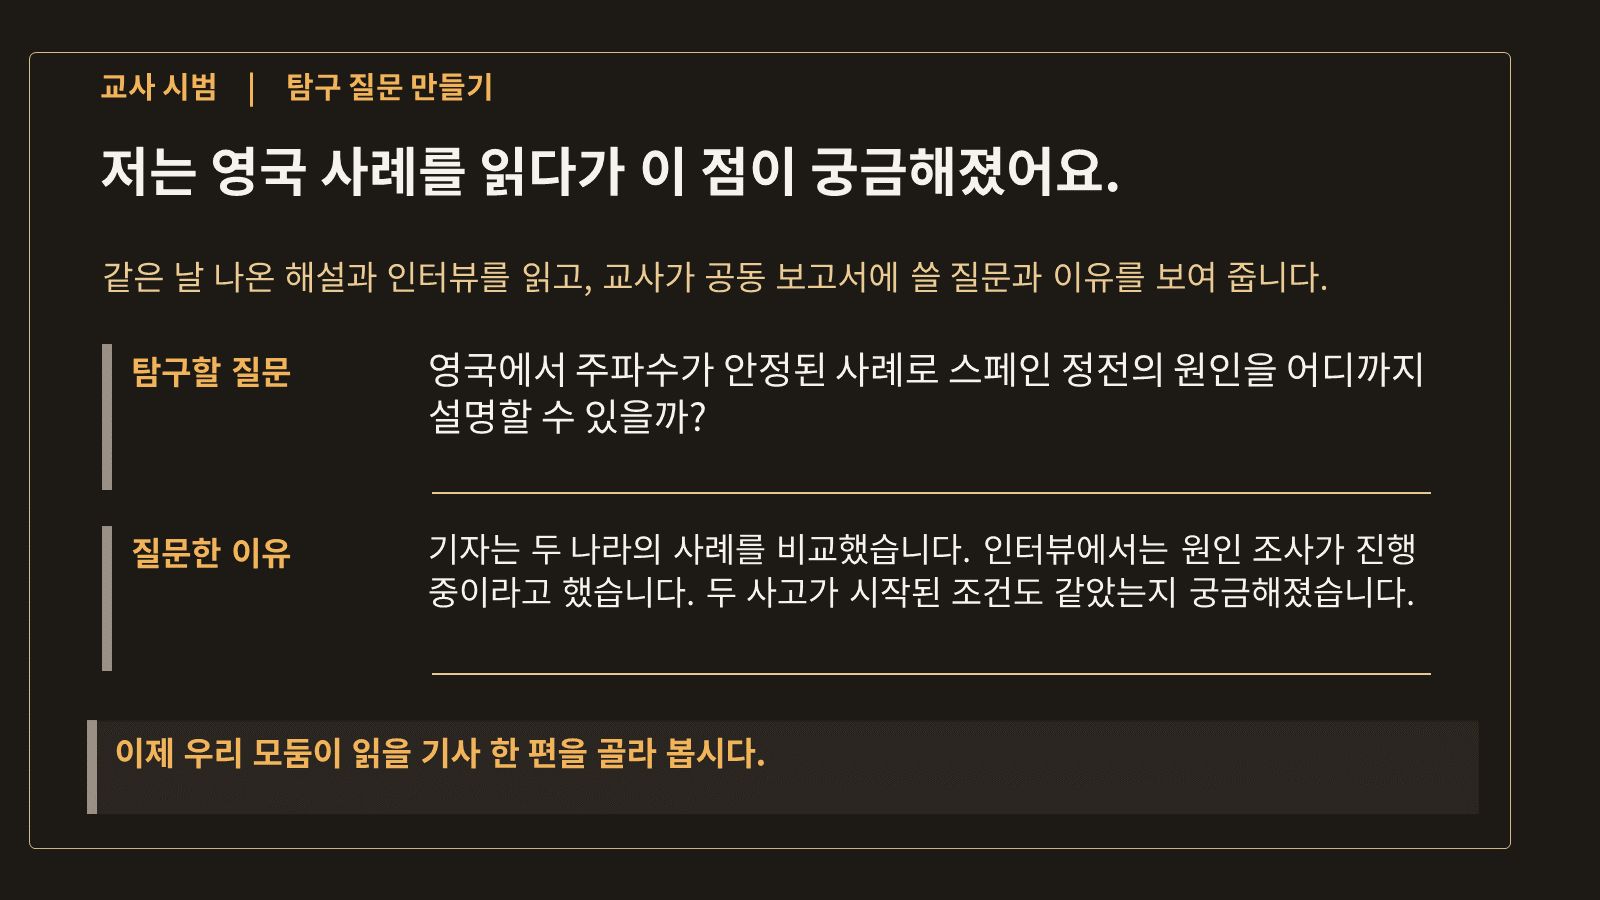 교사 시범 | 탐구 질문 만들기
저는 영국 사례를 읽다가 이 점이 궁금해졌어요.
같은 날 나온 해설과 인터뷰를 읽고, 교사가 공동 보고서에 쓸 질문과 이유를 보여 줍니다.
탐구할 질문
영국에서 주파수가 안정된 사례로 스페인 정전의 원인을 어디까지
설명할 수 있을까?
질문한 이유
기자는 두 나라의 사례를 비교했습니다. 인터뷰에서는 원인 조사가 진행
중이라고 했습니다. 두 사고가 시작된 조건도 같았는지 궁금해졌습니다.
이제 우리 모둠이 읽을 기사 한 편을 골라 봅시다.